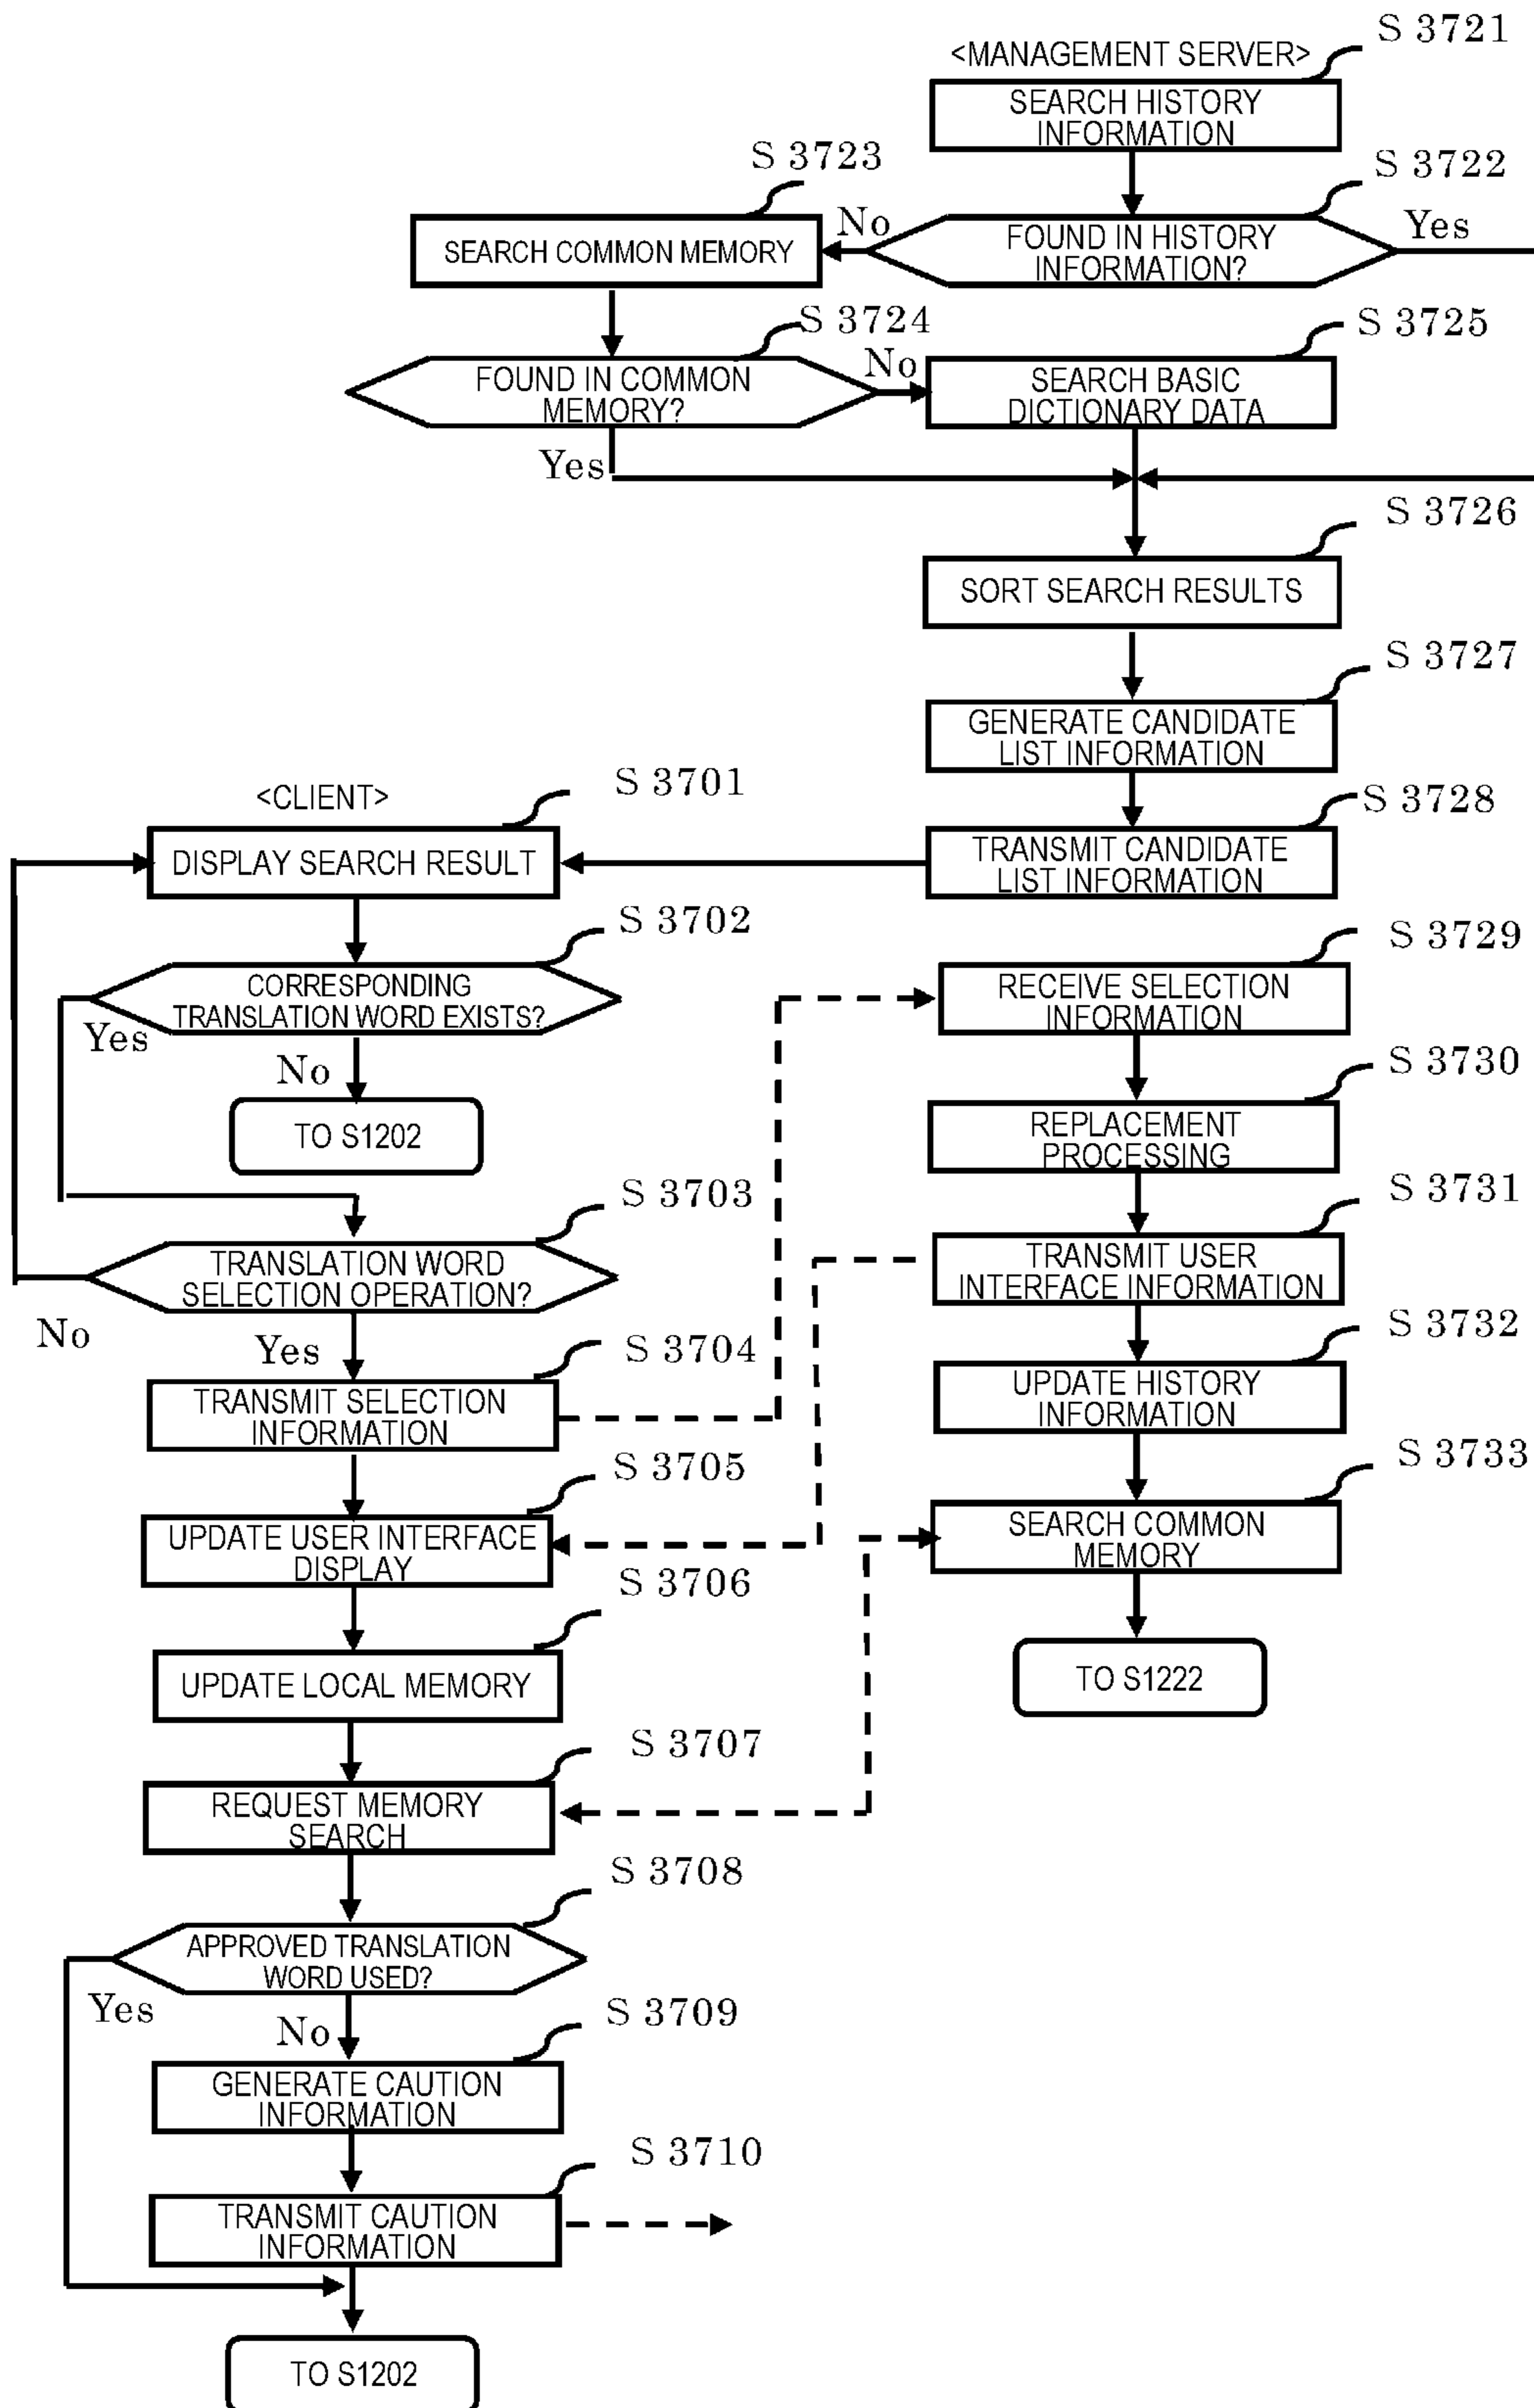 S 3721
<MANAGEMENT SERVER>
SEARCH HISTORY
INFORMATION
S 3723
S 3722
No
Yes
SEARCH COMMON MEMORY
FOUND IN HISTORY
INFORMATION?
S 3724
S 3725
No
FOUND IN COMMON
MEMORY?
SEARCH BASIC
DICTIONARY DATA
Yes
S 3726
SORT SEARCH RESULTS
S 3727
GENERATE CANDIDATE
LIST INFORMATION
S 3701
<CLIENT>
S 3728
DISPLAY SEARCH RESULT
TRANSMIT CANDIDATE
LIST INFORMATION
S 3702
S 3729
CORRESPONDING
TRANSLATION WORD EXISTS?
RECEIVE SELECTION
INFORMATION
Yes
No
S 3730
TO S1202
REPLACEMENT
PROCESSING
S 3703
S 3731
TRANSLATION WORD
SELECTION OPERATION?
TRANSMIT USER
INTERFACE INFORMATION
No
Yes
S 3704
S 3732
TRANSMIT SELECTION
INFORMATION
UPDATE HISTORY
INFORMATION
S 3705
S 3733
UPDATE USER INTERFACE
DISPLAY
SEARCH COMMON
MEMORY
S 3706
UPDATE LOCAL MEMORY
TO S1222
S 3707
REQUEST MEMORY
SEARCH
S 3708
APPROVED TRANSLATION
WORD USED?
Yes
No
S 3709
GENERATE CAUTION
INFORMATION
S 3710
TRANSMIT CAUTION
INFORMATION
TO S1202